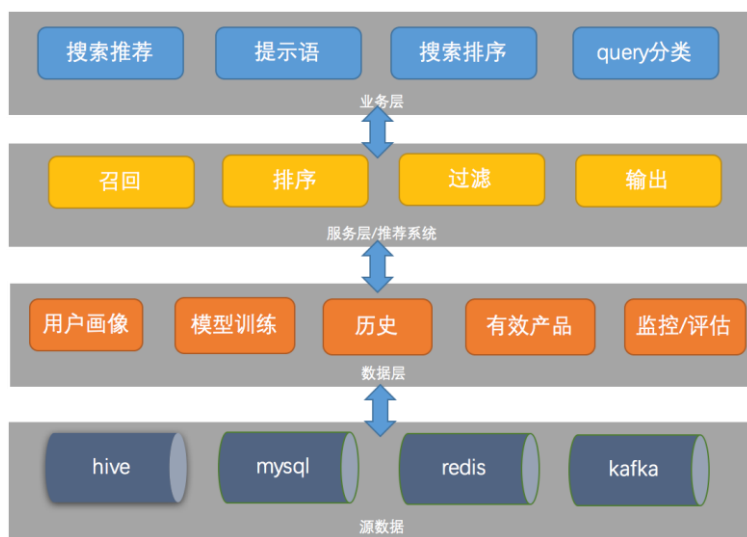 搜索推荐
提示语
搜索排序
query分类
业务层
召回
排序
过滤
输出
服务层/推荐系统
用户画像
模型训练
历史
有效产品
监控/评估
数据层
hive
mysql
redis
kafka
源数据